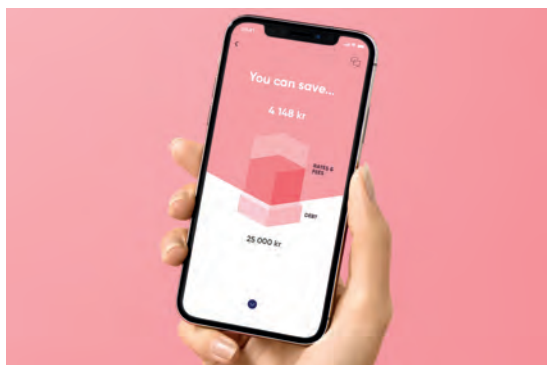 You can save...
4 148 kr
RATES &
FEES
DEBT
25 000 kr